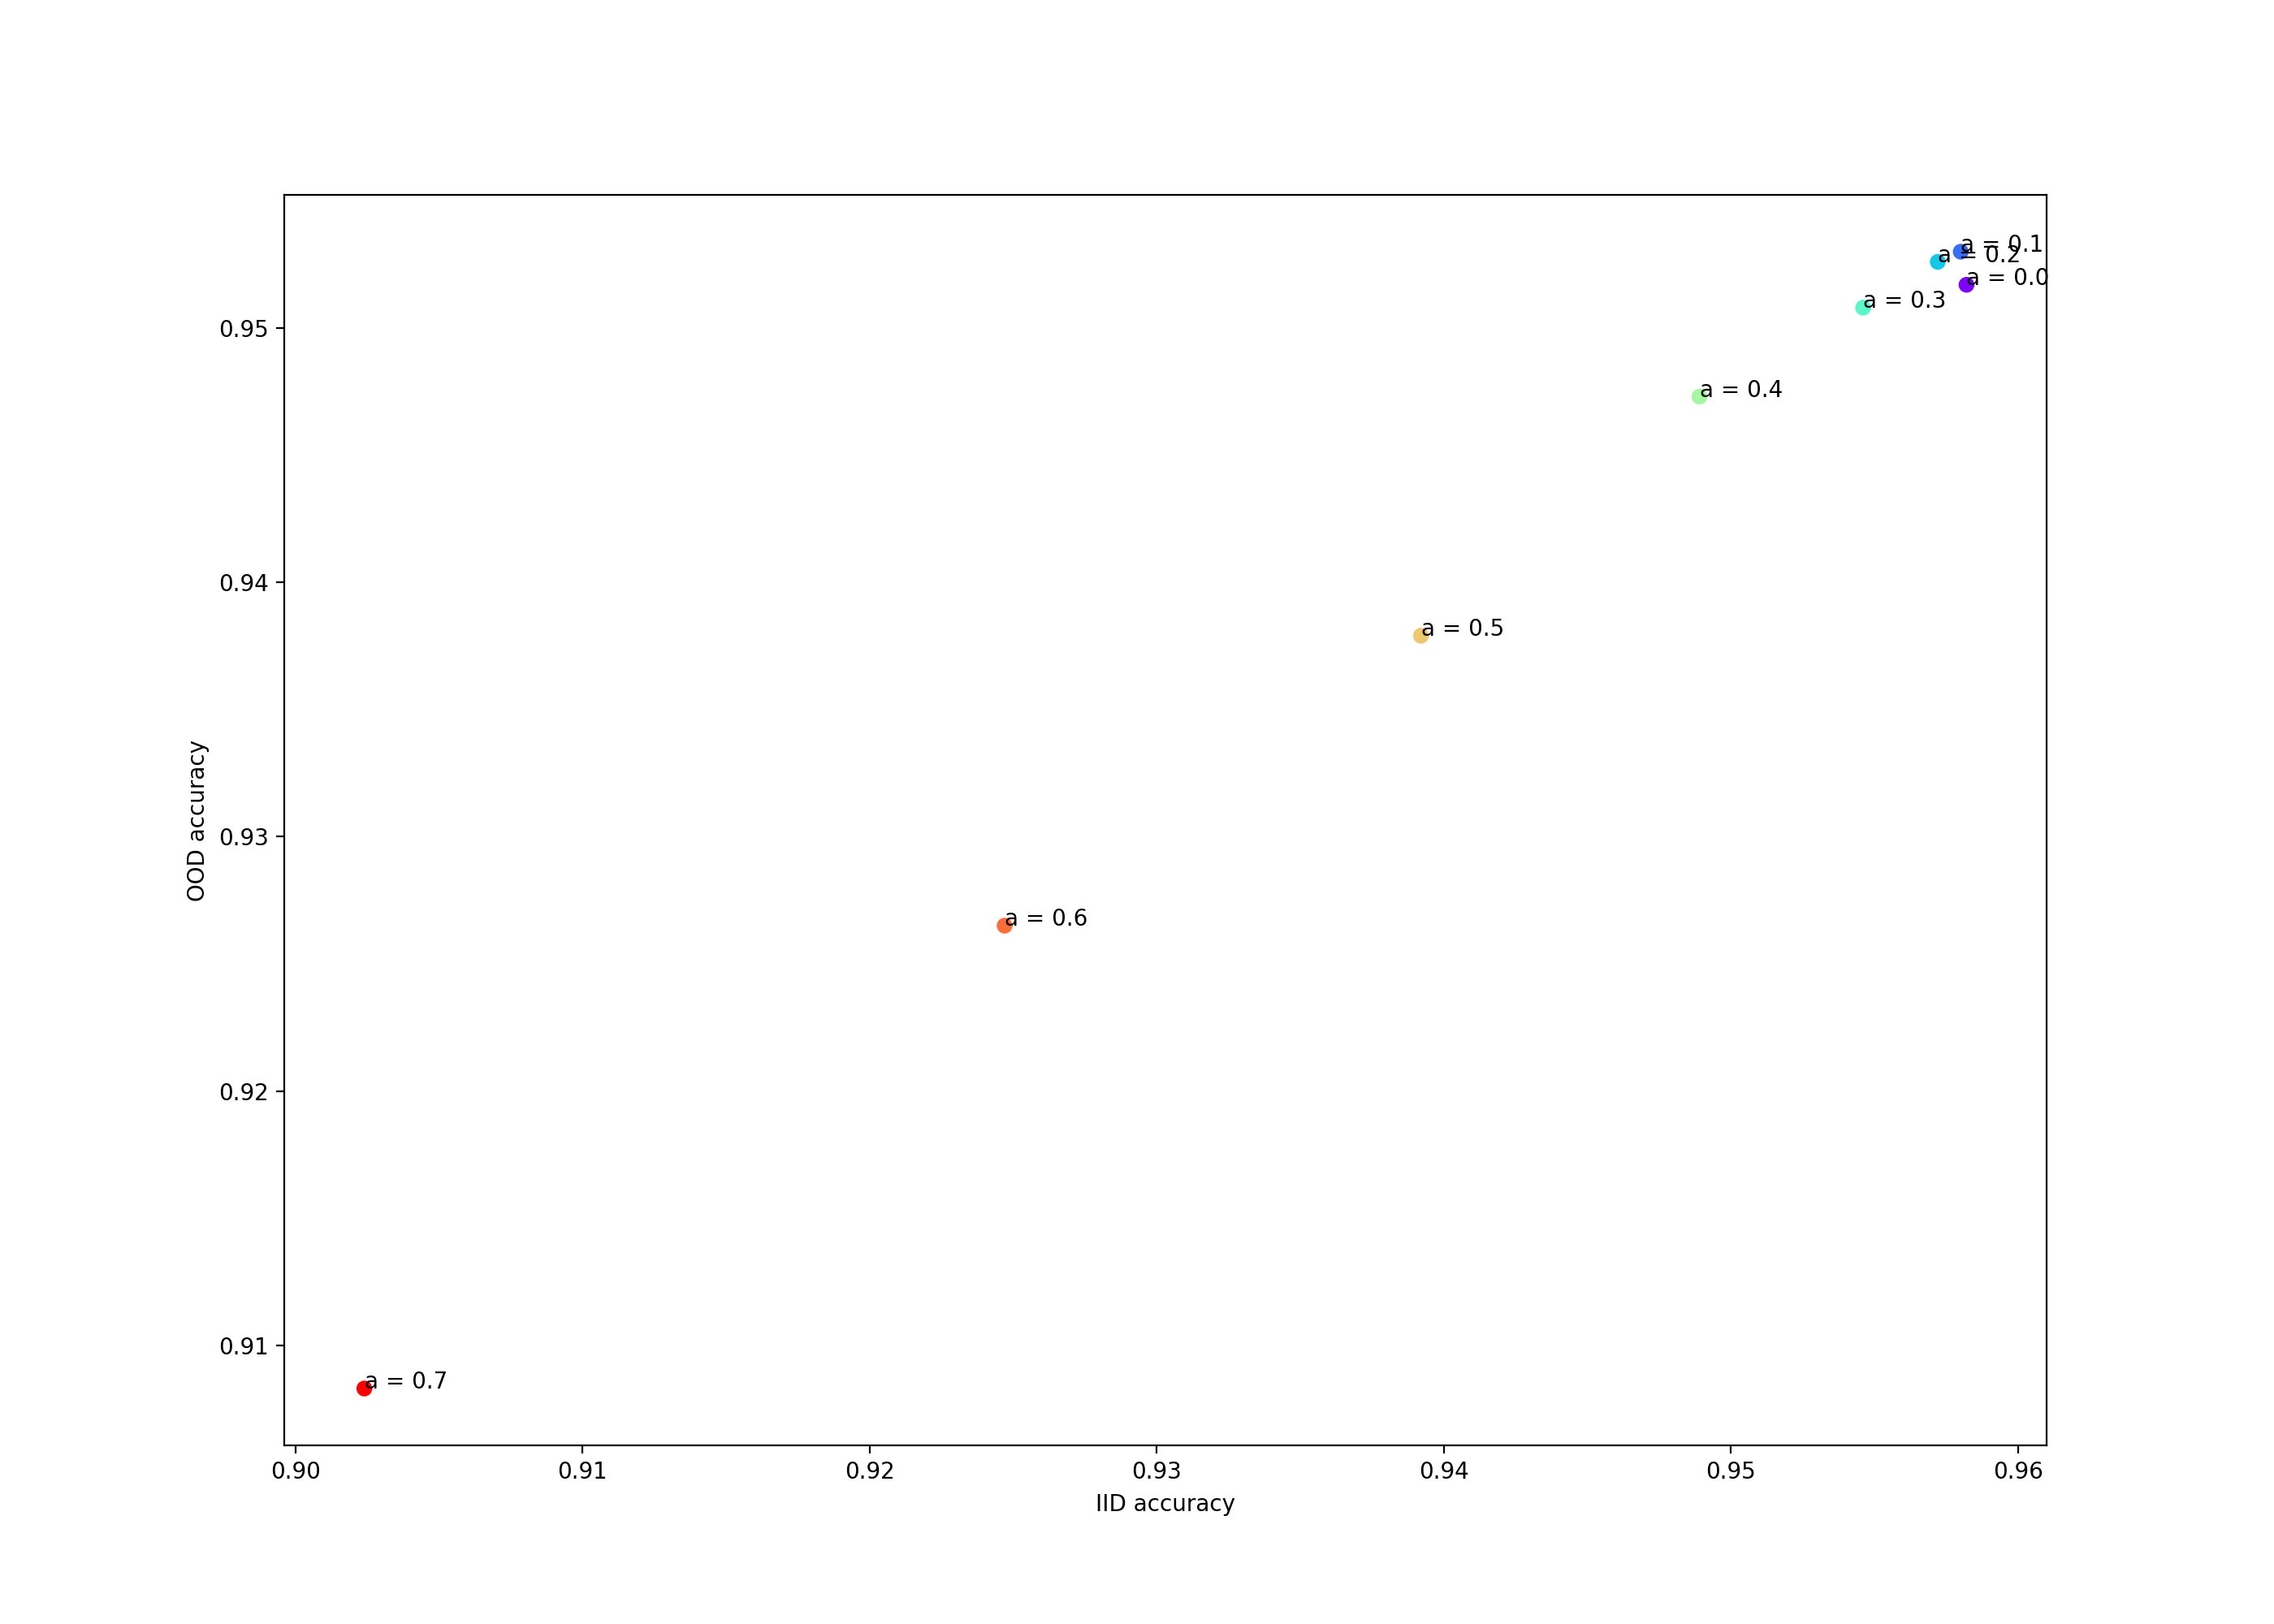 a = 0.1
a = 0.2
a = 0.0
a = 0.3
0.95
a = 0.4
0.94
a = 0.5
OOD accuracy
0.93
a = 0.6
0.92
0.91
a = 0.7
0.90 0.91 0.92 0.93 0.94 0.95 0.96
IID accuracy